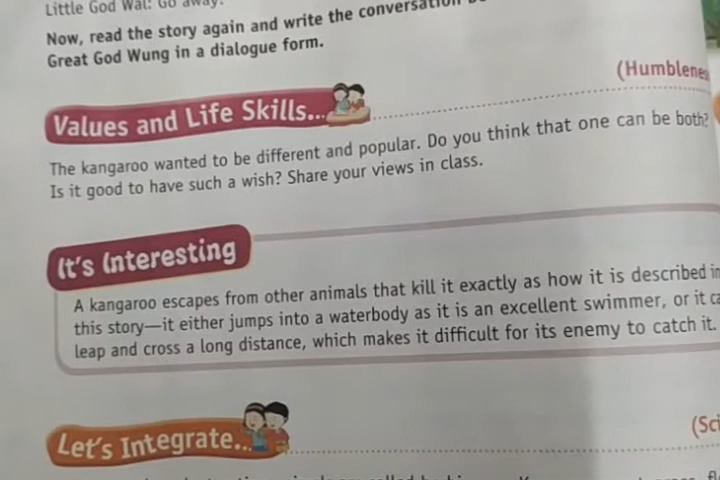 Little God Wal: Go away!
Now, read the story again and write the conversation
Great God Wung in a dialogue form.
(Humblenes
Values and Life Skills...
The kangaroo wanted to be different and popular. Do you think that one can be both?
Is it good to have such a wish? Share your views in class.
It's Interesting
A kangaroo escapes from other animals that kill it exactly as how it is described in
this story—it either jumps into a waterbody as it is an excellent swimmer, or it ca
leap and cross a long distance, which makes it difficult for its enemy to catch it.
(Sci
Let's Integrate...